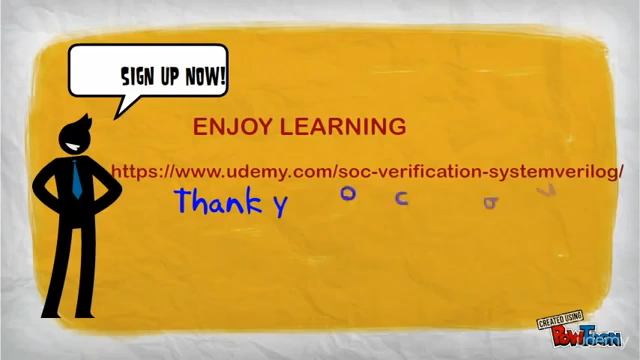 SIGN UP NOW!
ENJOY LEARNING
https://www.udemy.com/soc-verification-systemverilog/
Thank y o c a
CREATED USING
PowToon